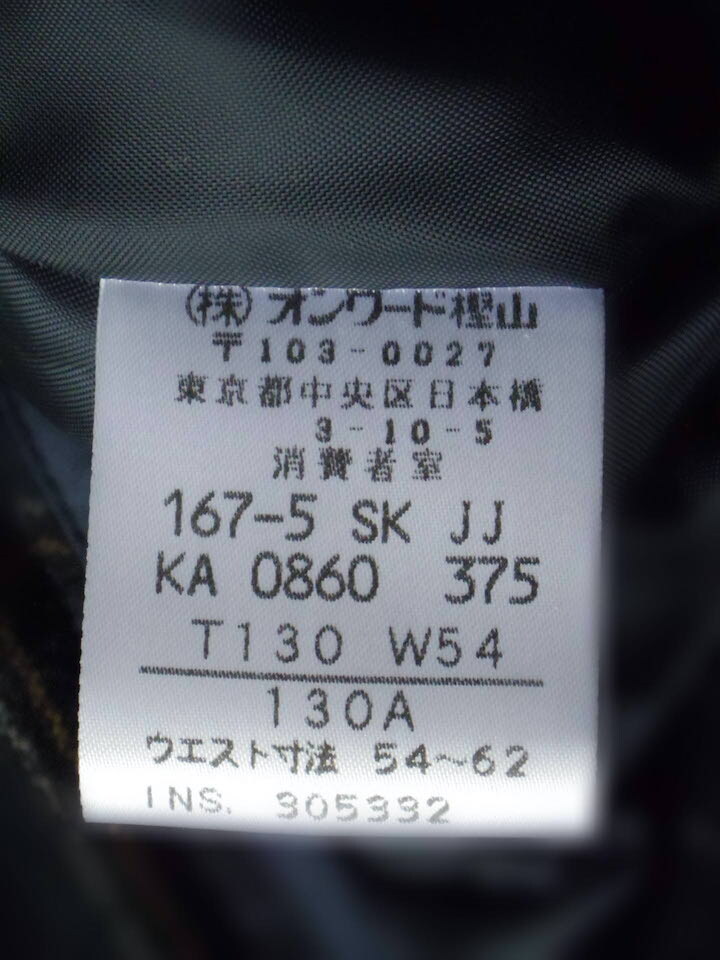 ㈱ オンワード樫山
〒103-0027
東京都中央区日本橋
3-10-5
消費者室
167-5 SK JJ
KA 0860 375
T130 W54
130A
ウエスト寸法 54〜62
INS. 305332